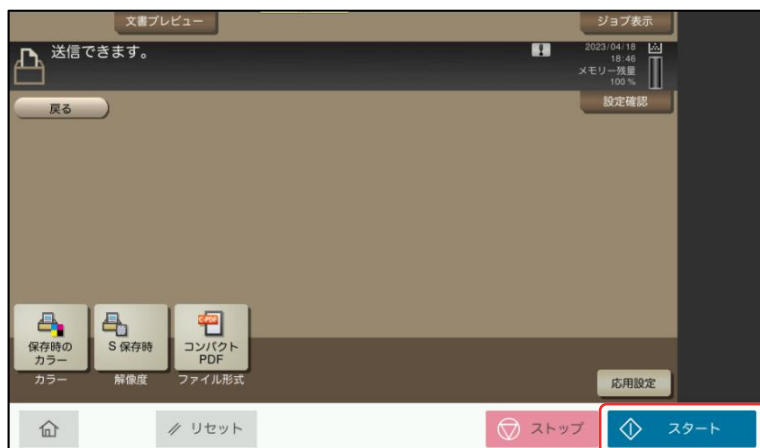 文書プレビュー
ジョブ表示
送信できます。
2023/04/18
18:46
メモリー残量
100 %
戻る
設定確認
C-PDF
保存時の
カラー
S 保存時
コンパクト
PDF
カラー
解像度
ファイル形式
応用設定
リセット
ストップ
スタート